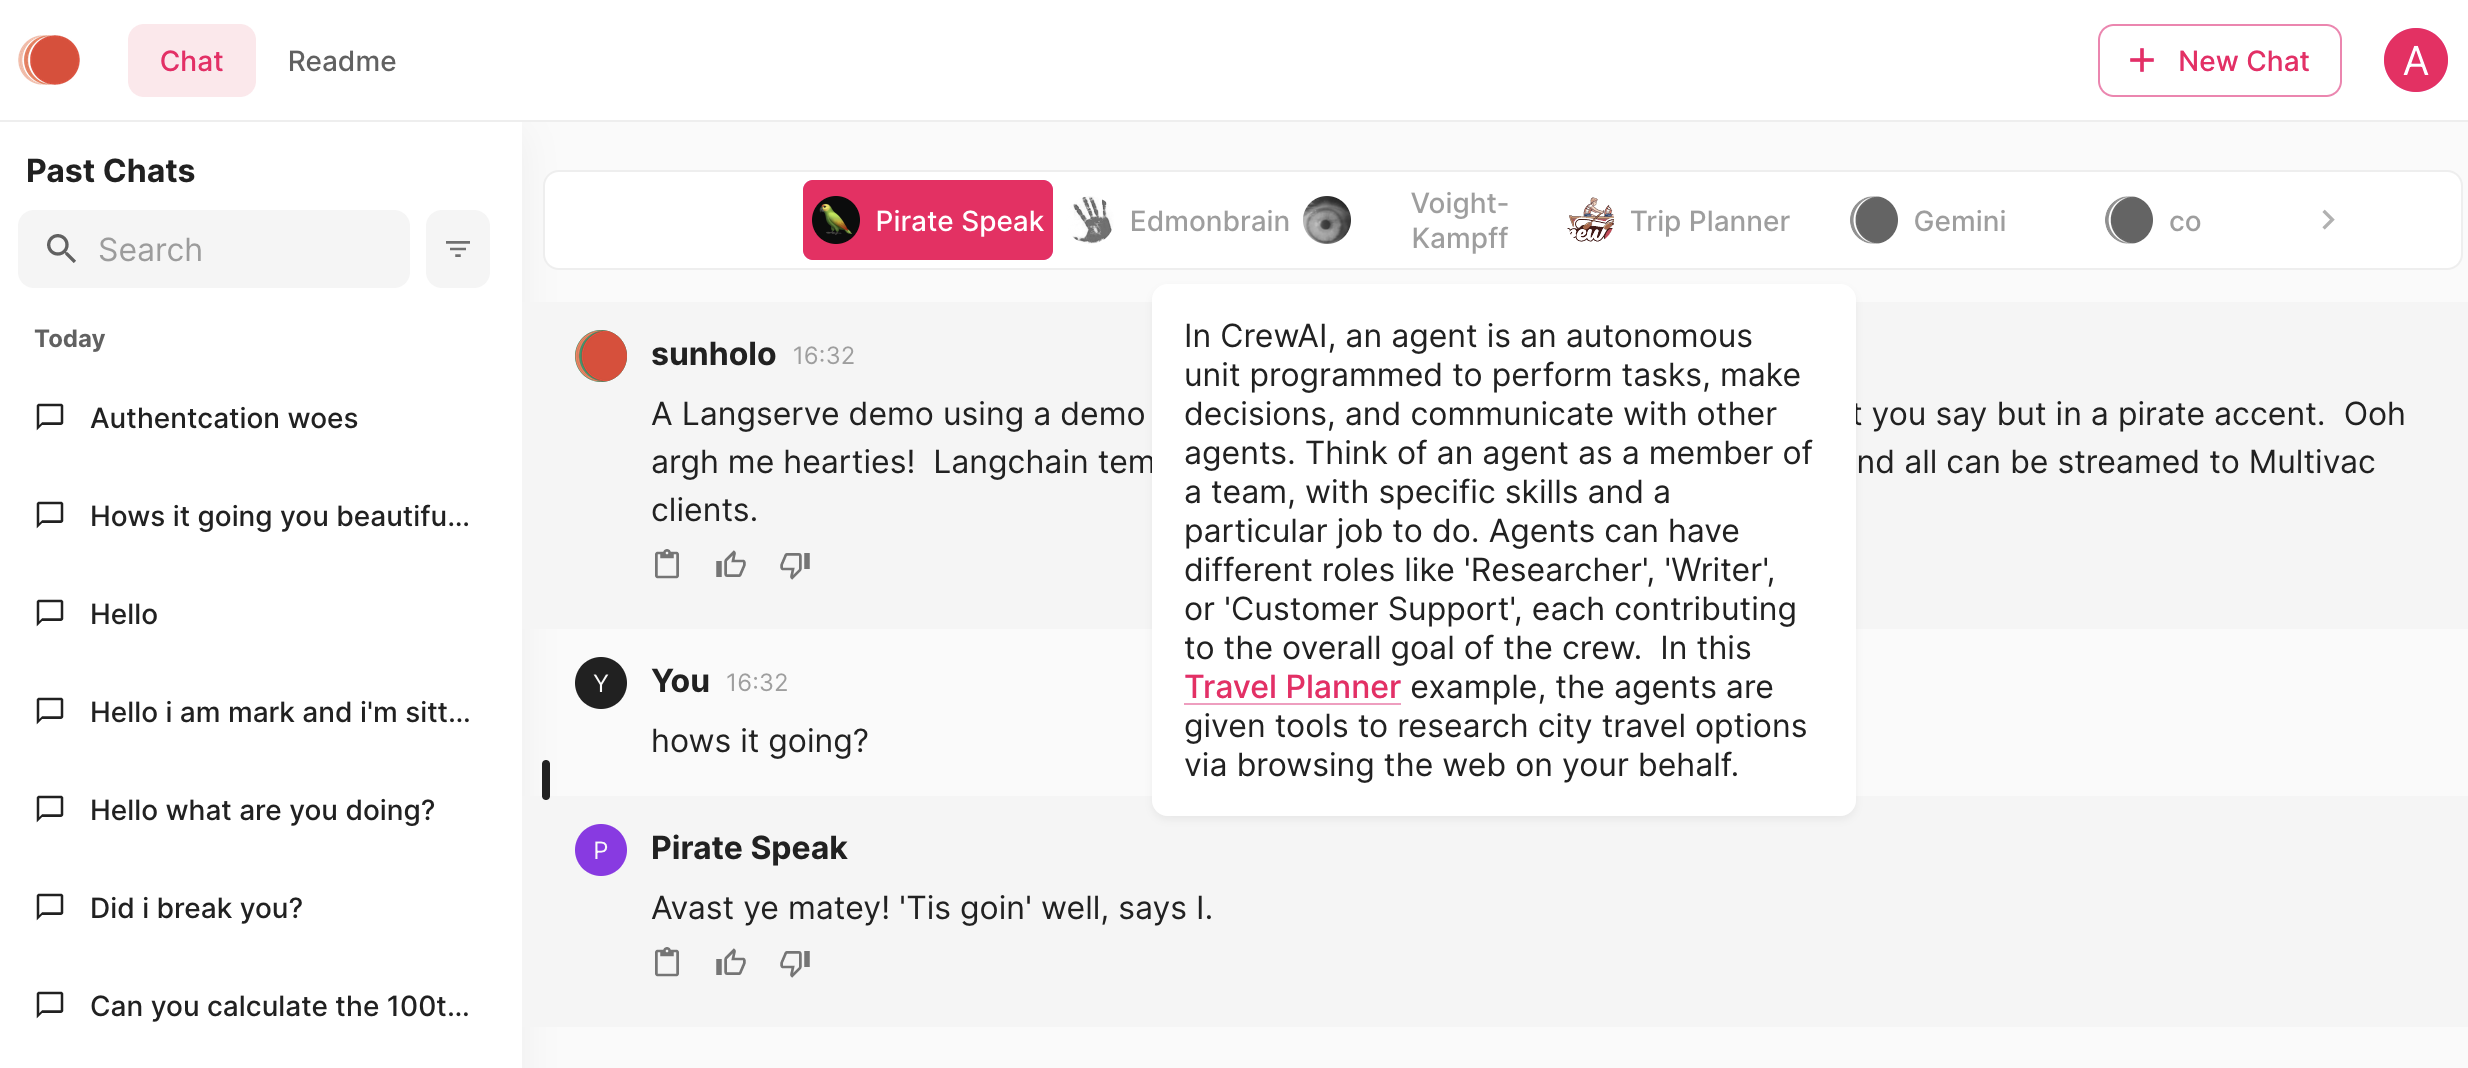 Chat
Readme
+ New Chat
A
Past Chats
Search
Today
Authentcation woes
Hows it going you beautifu...
Hello
Hello i am mark and i'm sitt...
Hello what are you doing?
Did i break you?
Can you calculate the 100t...
Pirate Speak
Edmonbrain
Voight-
Kampff
Trip Planner
Gemini
co
sunholo 16:32
A Langserve demo using a demo
t you say but in a pirate accent. Ooh
argh me hearties! Langchain tem
nd all can be streamed to Multivac
clients.
In CrewAI, an agent is an autonomous
unit programmed to perform tasks, make
decisions, and communicate with other
agents. Think of an agent as a member of
a team, with specific skills and a
particular job to do. Agents can have
different roles like 'Researcher', 'Writer',
or 'Customer Support', each contributing
to the overall goal of the crew. In this
Travel Planner example, the agents are
given tools to research city travel options
via browsing the web on your behalf.
Y
You 16:32
hows it going?
P
Pirate Speak
Avast ye matey! 'Tis goin' well, says I.